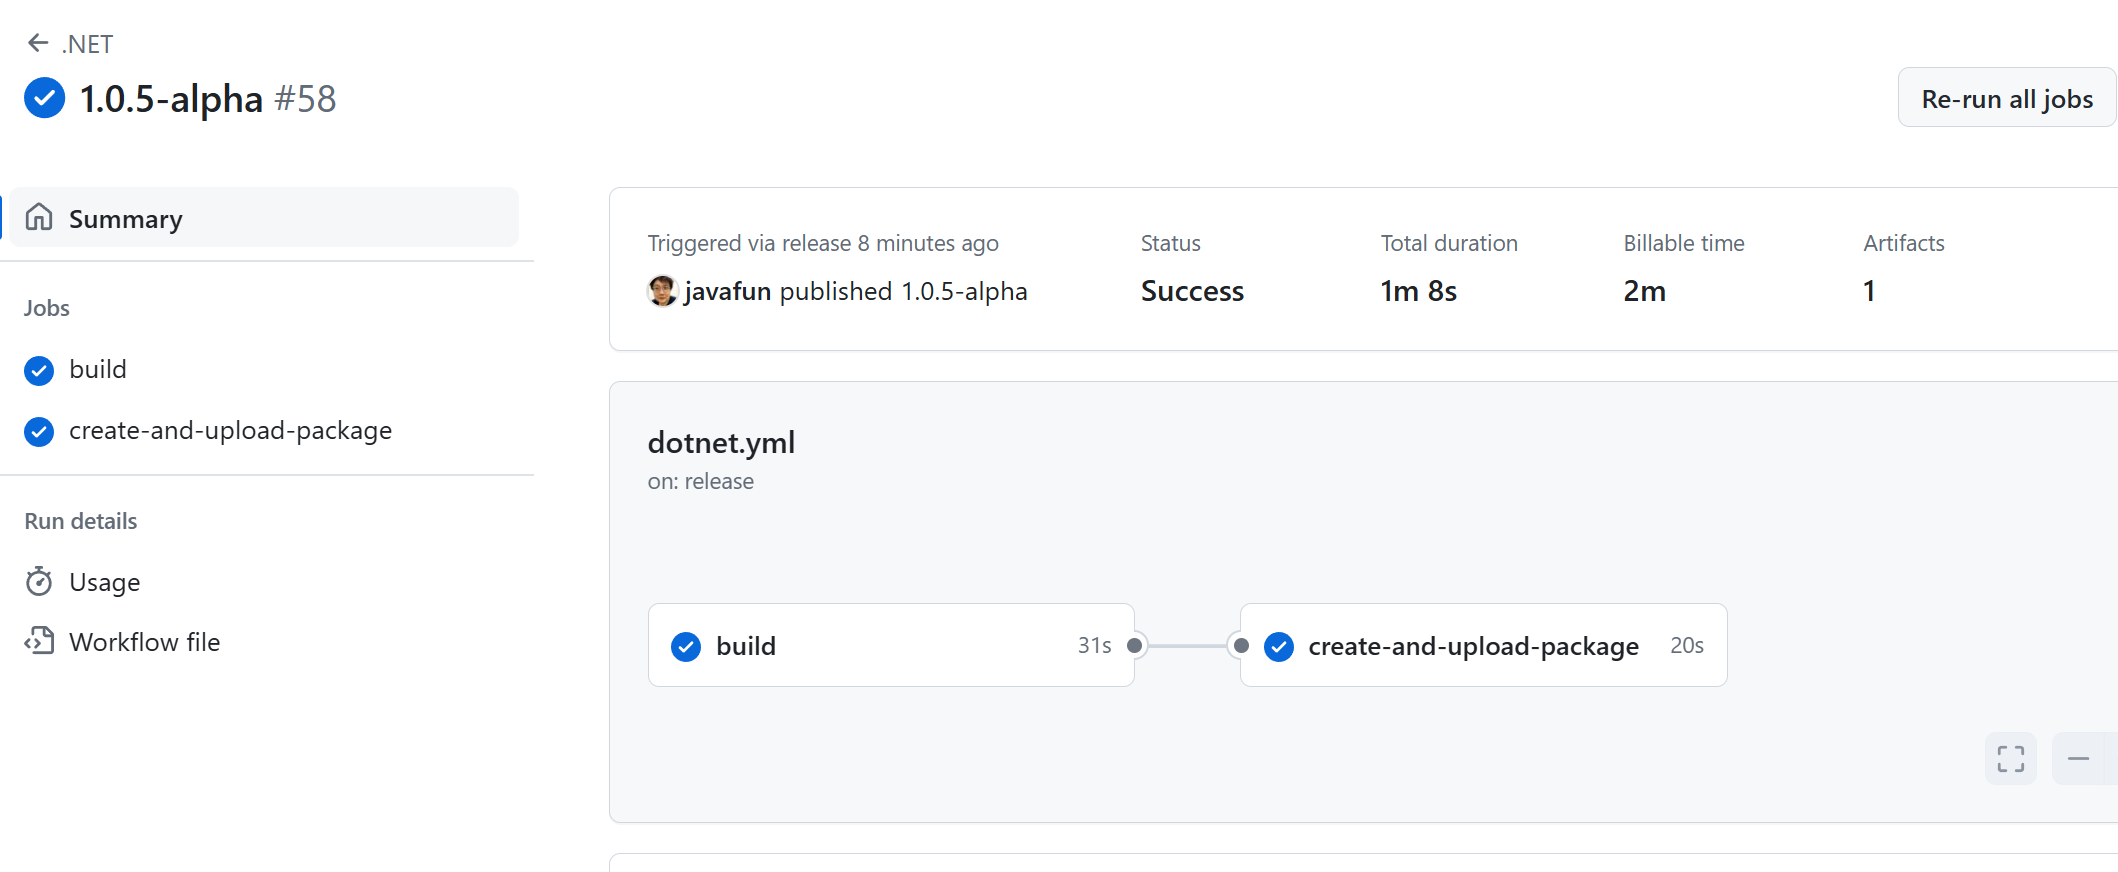 .NET
1.0.5-alpha #58
Re-run all jobs
Summary
Jobs
build
create-and-upload-package
Run details
Usage
Workflow file
Triggered via release 8 minutes ago
javafun published 1.0.5-alpha
Status
Success
Total duration
1m 8s
Billable time
2m
Artifacts
1
dotnet.yml
on: release
build 31s
create-and-upload-package 20s